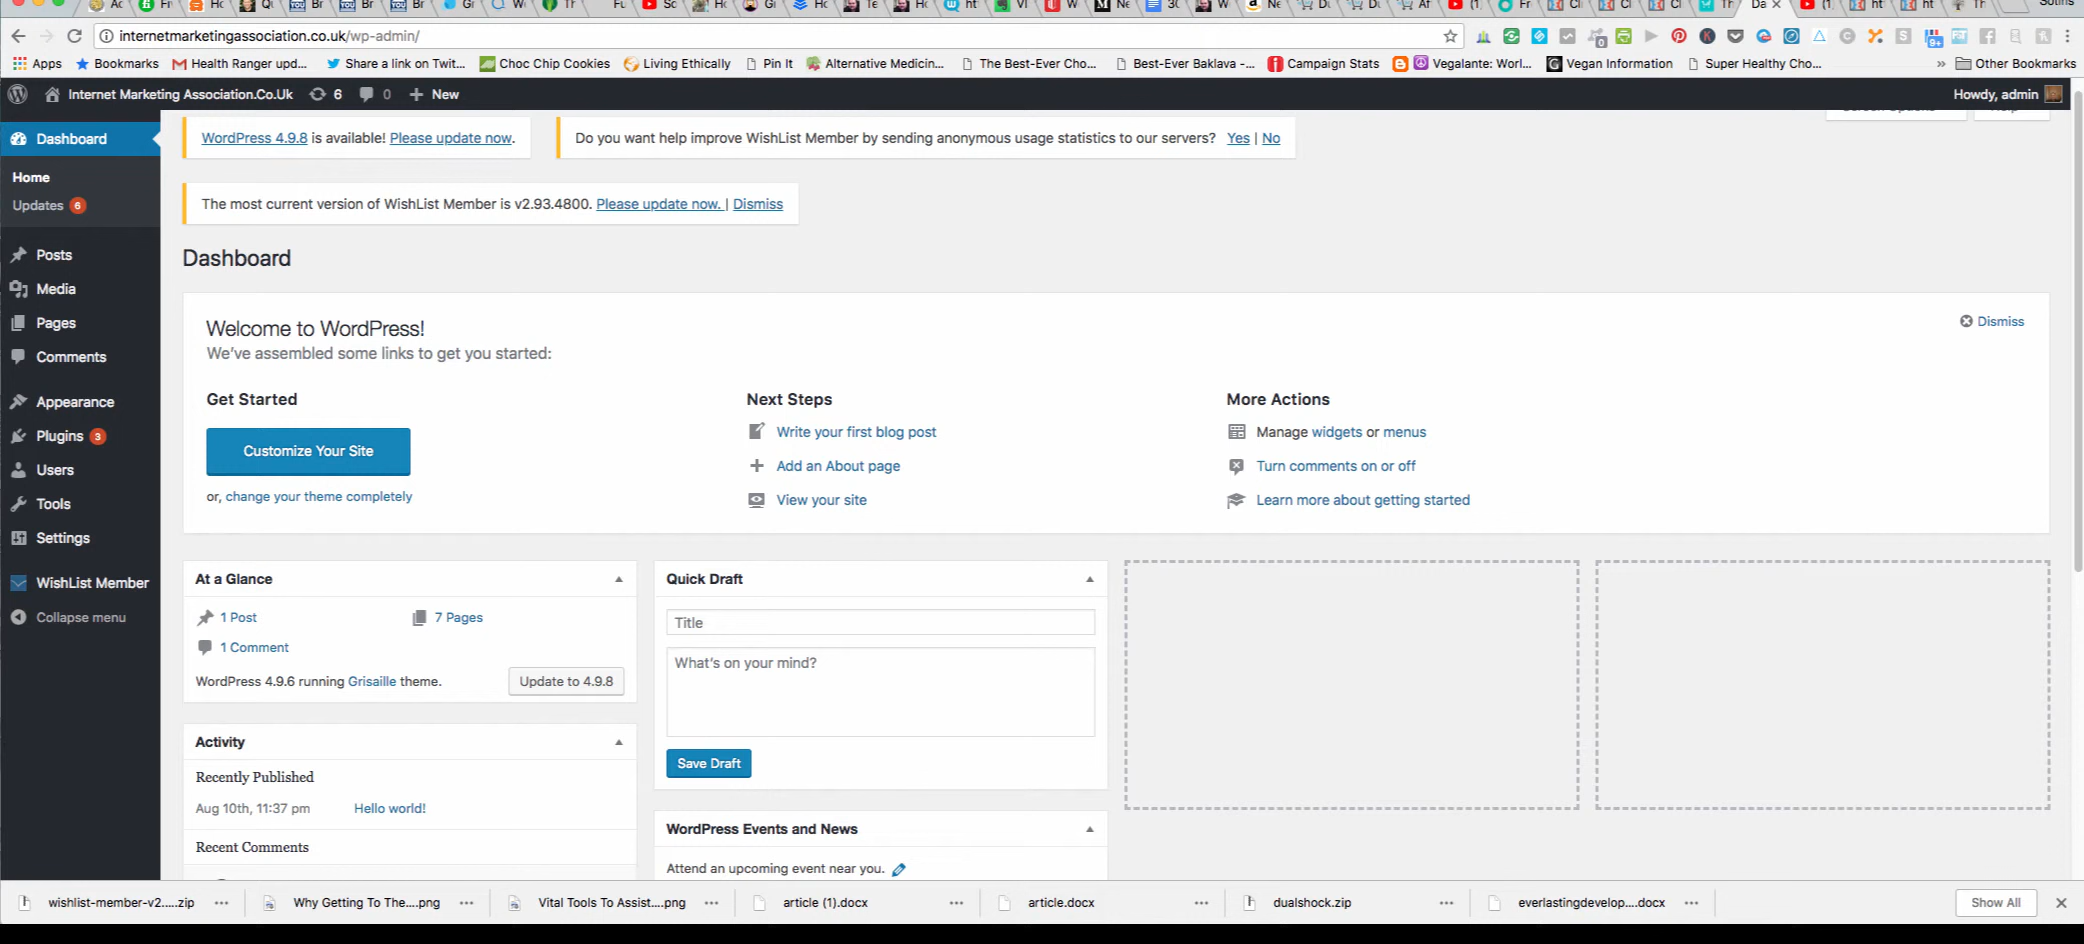 internetmarketingassociation.co.uk/wp-admin/
Apps Bookmarks Health Ranger upd... Share a link on Twit... Choc Chip Cookies Living Ethically Pin It Alternative Medicin... The Best-Ever Cho... Best-Ever Baklava -... Campaign Stats Vegalante: Worl... Vegan Information Super Healthy Cho... » Other Bookmarks
Internet Marketing Association.Co.Uk 6 0 + New Howdy, admin
Dashboard
Home
Updates 6
Posts
Media
Pages
Comments
Appearance
Plugins 3
Users
Tools
Settings
WishList Member
Collapse menu
WordPress 4.9.8 is available! Please update now.
Do you want help improve WishList Member by sending anonymous usage statistics to our servers? Yes | No
The most current version of WishList Member is v2.93.4800. Please update now. | Dismiss
Dashboard
Welcome to WordPress!
We've assembled some links to get you started:
Dismiss
Get Started
Customize Your Site
or, change your theme completely
Next Steps
Write your first blog post
Add an About page
View your site
More Actions
Manage widgets or menus
Turn comments on or off
Learn more about getting started
At a Glance
1 Post 7 Pages
1 Comment
WordPress 4.9.6 running Grisaille theme. Update to 4.9.8
Activity
Recently Published
Aug 10th, 11:37 pm Hello world!
Recent Comments
Quick Draft
Title
What's on your mind?
Save Draft
WordPress Events and News
Attend an upcoming event near you.
wishlist-member-v2.....zip Why Getting To The....png Vital Tools To Assist....png article (1).docx article.docx dualshock.zip everlastingdevelop....docx Show All